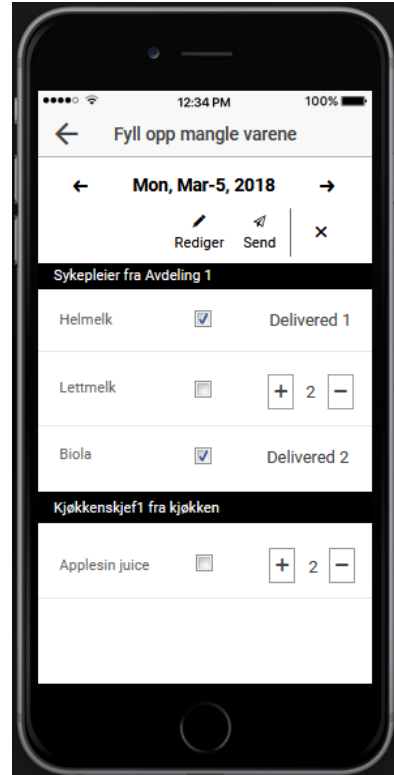 12:34 PM 100%
Fyll opp mangle varene
Mon, Mar-5, 2018
Rediger Send
Sykepleier fra Avdeling 1
Helmelk Delivered 1
Lettmelk + 2 −
Biola Delivered 2
Kjøkkenskjef1 fra kjøkken
Applesin juice + 2 −